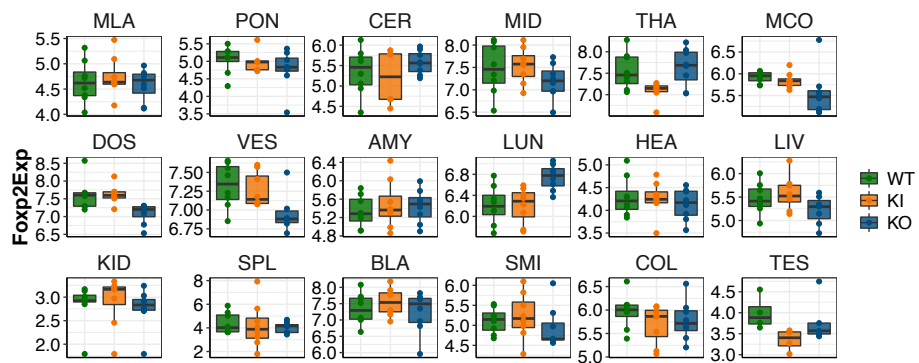 MLA PON CER MID THA MCO
5.5 5.0 4.5 4.0
5.5 5.0 4.5 4.0 3.5
6.0 5.5 5.0 4.5
8.0 7.5 7.0 6.5
8.0 7.5 7.0
6.5 6.0 5.5
Foxp2Exp
DOS VES AMY LUN HEA LIV
8.5 8.0 7.5 7.0 6.5
7.50 7.25 7.00 6.75
6.4 6.0 5.6 5.2 4.8
6.8 6.4 6.0
5.0 4.5 4.0 3.5
6.0 5.5 5.0
WT
KI
KO
KID SPL BLA SMI COL TES
3.0 2.5 2.0
8 6 4 2
8.0 7.5 7.0 6.5 6.0
6.0 5.5 5.0 4.5
6.5 6.0 5.5 5.0
4.5 4.0 3.5 3.0